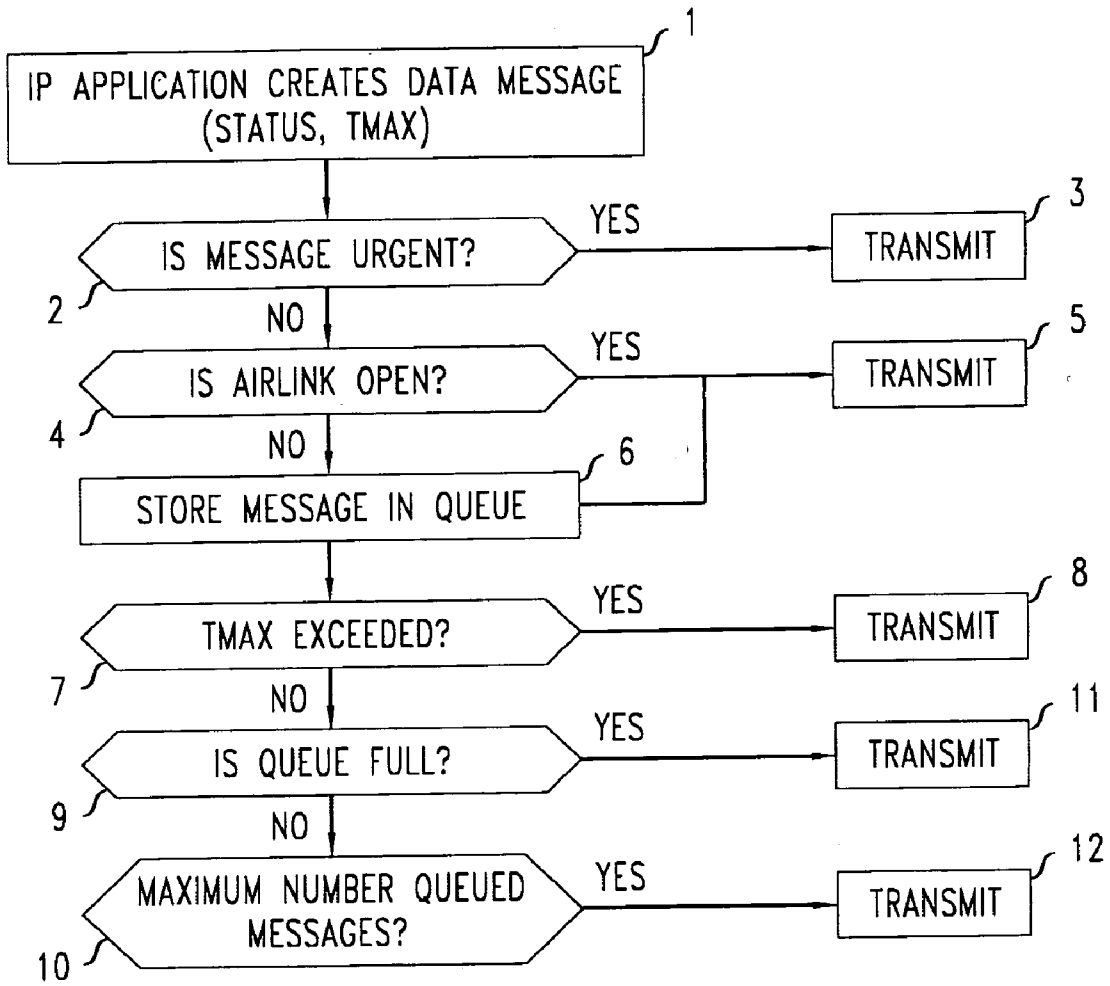 1
IP APPLICATION CREATES DATA MESSAGE
(STATUS, TMAX)
YES
3
IS MESSAGE URGENT?
TRANSMIT
2
NO
YES
5
IS AIRLINK OPEN?
TRANSMIT
4
NO
6
STORE MESSAGE IN QUEUE
YES
8
TMAX EXCEEDED?
TRANSMIT
7
NO
YES
11
IS QUEUE FULL?
TRANSMIT
9
NO
YES
12
MAXIMUM NUMBER QUEUED
MESSAGES?
TRANSMIT
10